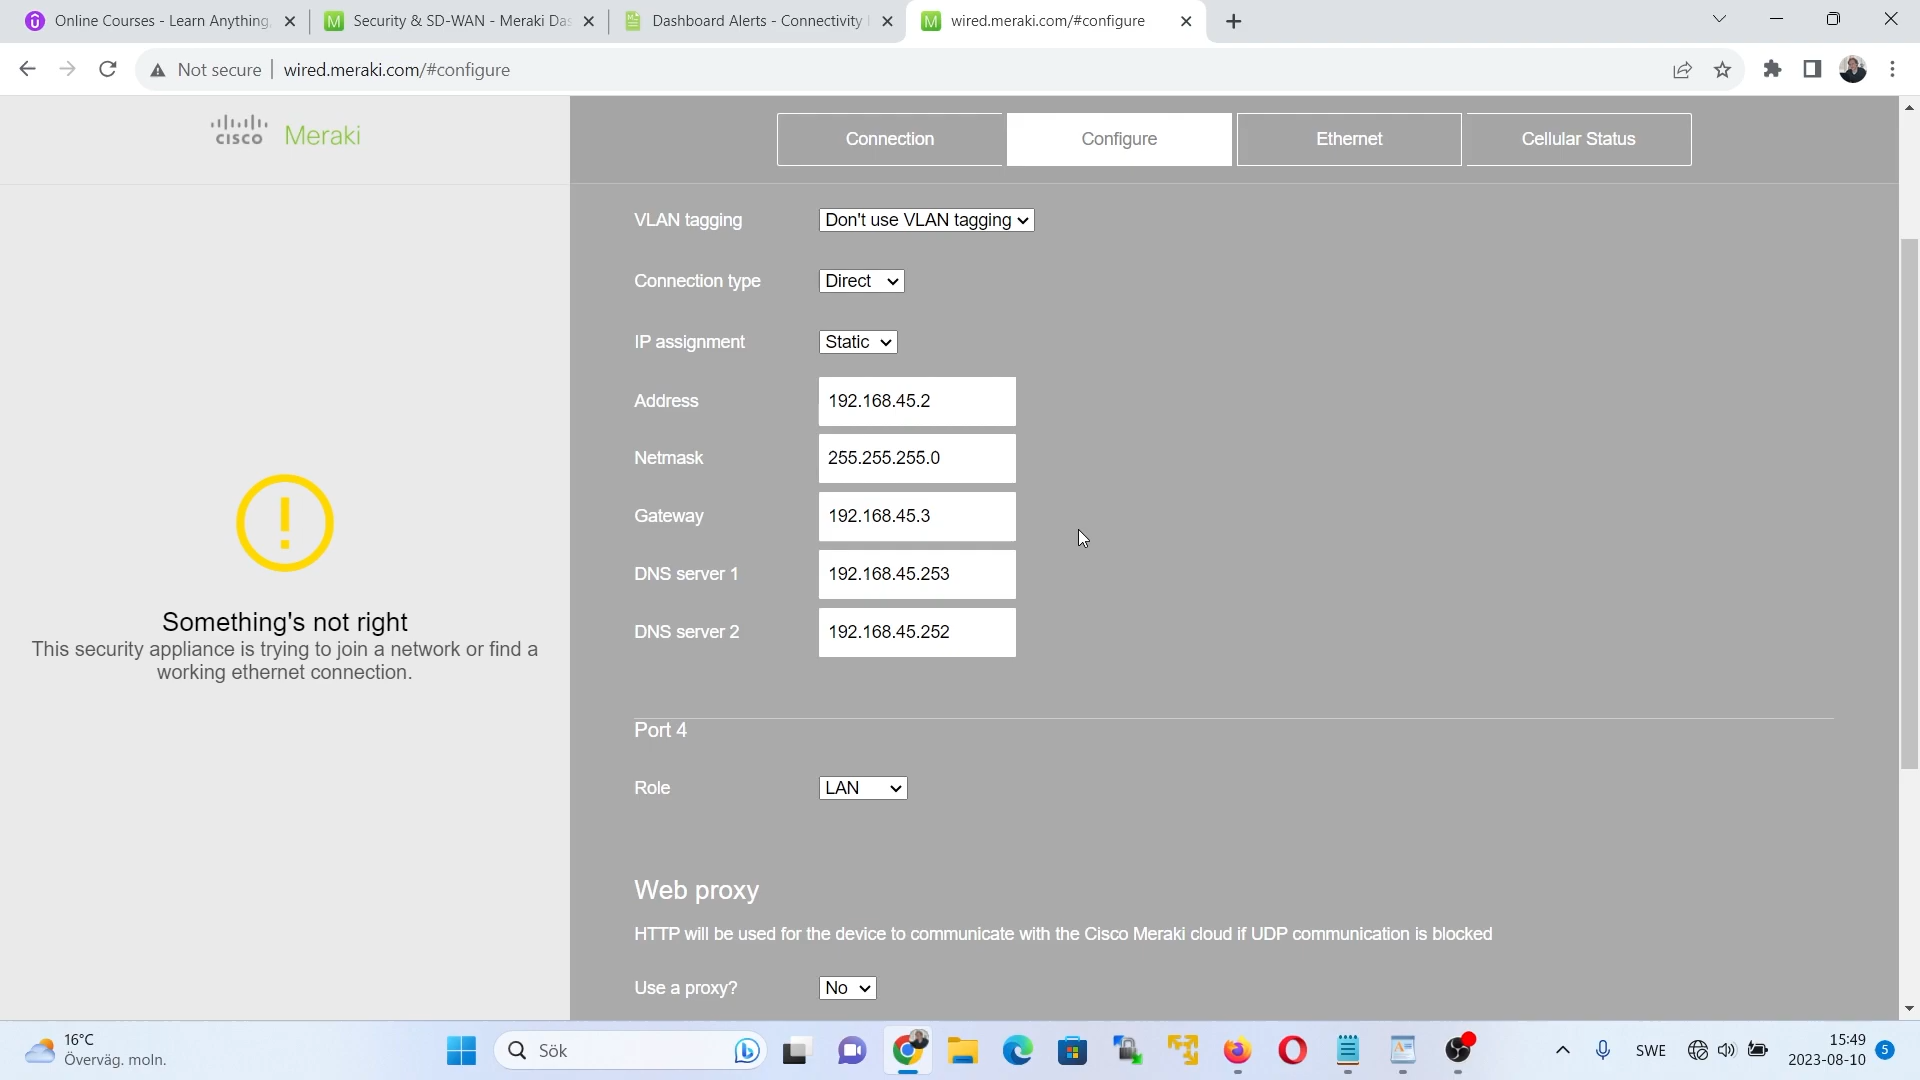 Online Courses - Learn Anything,
Security & SD-WAN - Meraki Das
Dashboard Alerts - Connectivity
wired.meraki.com/#configure
Not secure
wired.meraki.com/#configure
cisco Meraki
Connection
Configure
Ethernet
Cellular Status
VLAN tagging
Don't use VLAN tagging
Connection type
Direct
IP assignment
Static
Address
192.168.45.2
Netmask
255.255.255.0
Gateway
192.168.45.3
DNS server 1
192.168.45.253
DNS server 2
192.168.45.252
Something's not right
This security appliance is trying to join a network or find a
working ethernet connection.
Port 4
Role
LAN
Web proxy
HTTP will be used for the device to communicate with the Cisco Meraki cloud if UDP communication is blocked
Use a proxy?
No
16°C
Överväg. moln.
Sök
SWE
15:49
2023-08-10
5